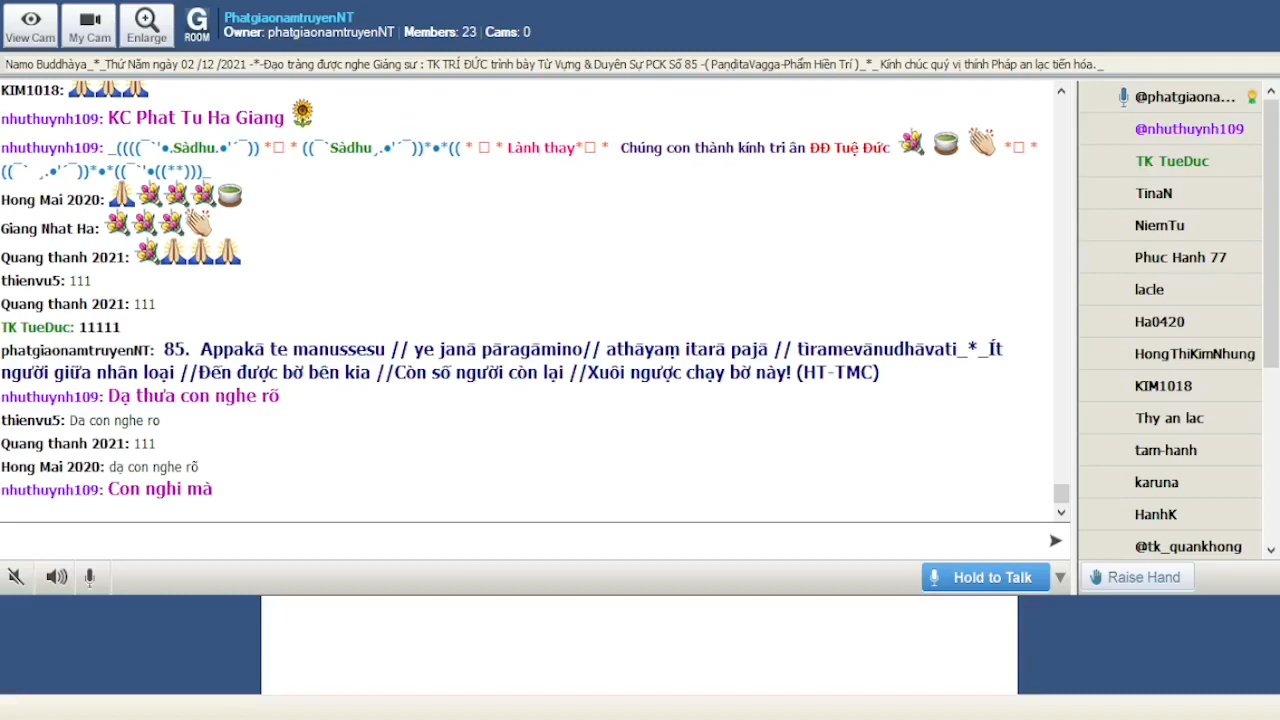 View Cam
My Cam
Enlarge
G
ROOM
PhatgiaonamtruyenNT
Owner: phatgiaonamtruyenNT | Members: 23 | Cams: 0
Namo Buddhàya_*_Thứ Năm ngày 02 /12 /2021 -*-Đạo tràng được nghe Giảng sư : TK TRÍ ĐỨC trình bày Từ Vựng & Duyên Sự PCK Số 85 -( PaṇḍitaVagga-Phẩm Hiền Trí )_*_ Kính chúc quý vị thính Pháp an lạc tiến hóa._
KIM1018:
nhuthuynh109: KC Phat Tu Ha Giang
nhuthuynh109: _((((¯`'●.Sàdhu.●'´¯)) *□ * ((¯`Sàdhu¸.●'´¯))*●*(( * □ * Lành thay*□ * Chúng con thành kính tri ân ĐĐ Tuệ Đức *□ *
((¯` ¸.●'´¯))*●*((¯`'●((**)))_
Hong Mai 2020:
Giang Nhat Ha:
Quang thanh 2021:
thienvu5: 111
Quang thanh 2021: 111
TK TueDuc: 11111
phatgiaonamtruyenNT: 85. Appakā te manussesu // ye janā pāragāmino// athāyaṃ itarā pajā // tìramevānudhāvati_*_Ít
người giữa nhân loại //Đến được bờ bên kia //Còn số người còn lại //Xuôi ngược chạy bờ này! (HT-TMC)
nhuthuynh109: Dạ thưa con nghe rõ
thienvu5: Da con nghe ro
Quang thanh 2021: 111
Hong Mai 2020: dạ con nghe rõ
nhuthuynh109: Con nghi mà
@phatgiaona...
@nhuthuynh109
TK TueDuc
TinaN
NiemTu
Phuc Hanh 77
lacle
Ha0420
HongThiKimNhung
KIM1018
Thy an lac
tam-hanh
karuna
HanhK
@tk_quankhong
Hold to Talk
Raise Hand